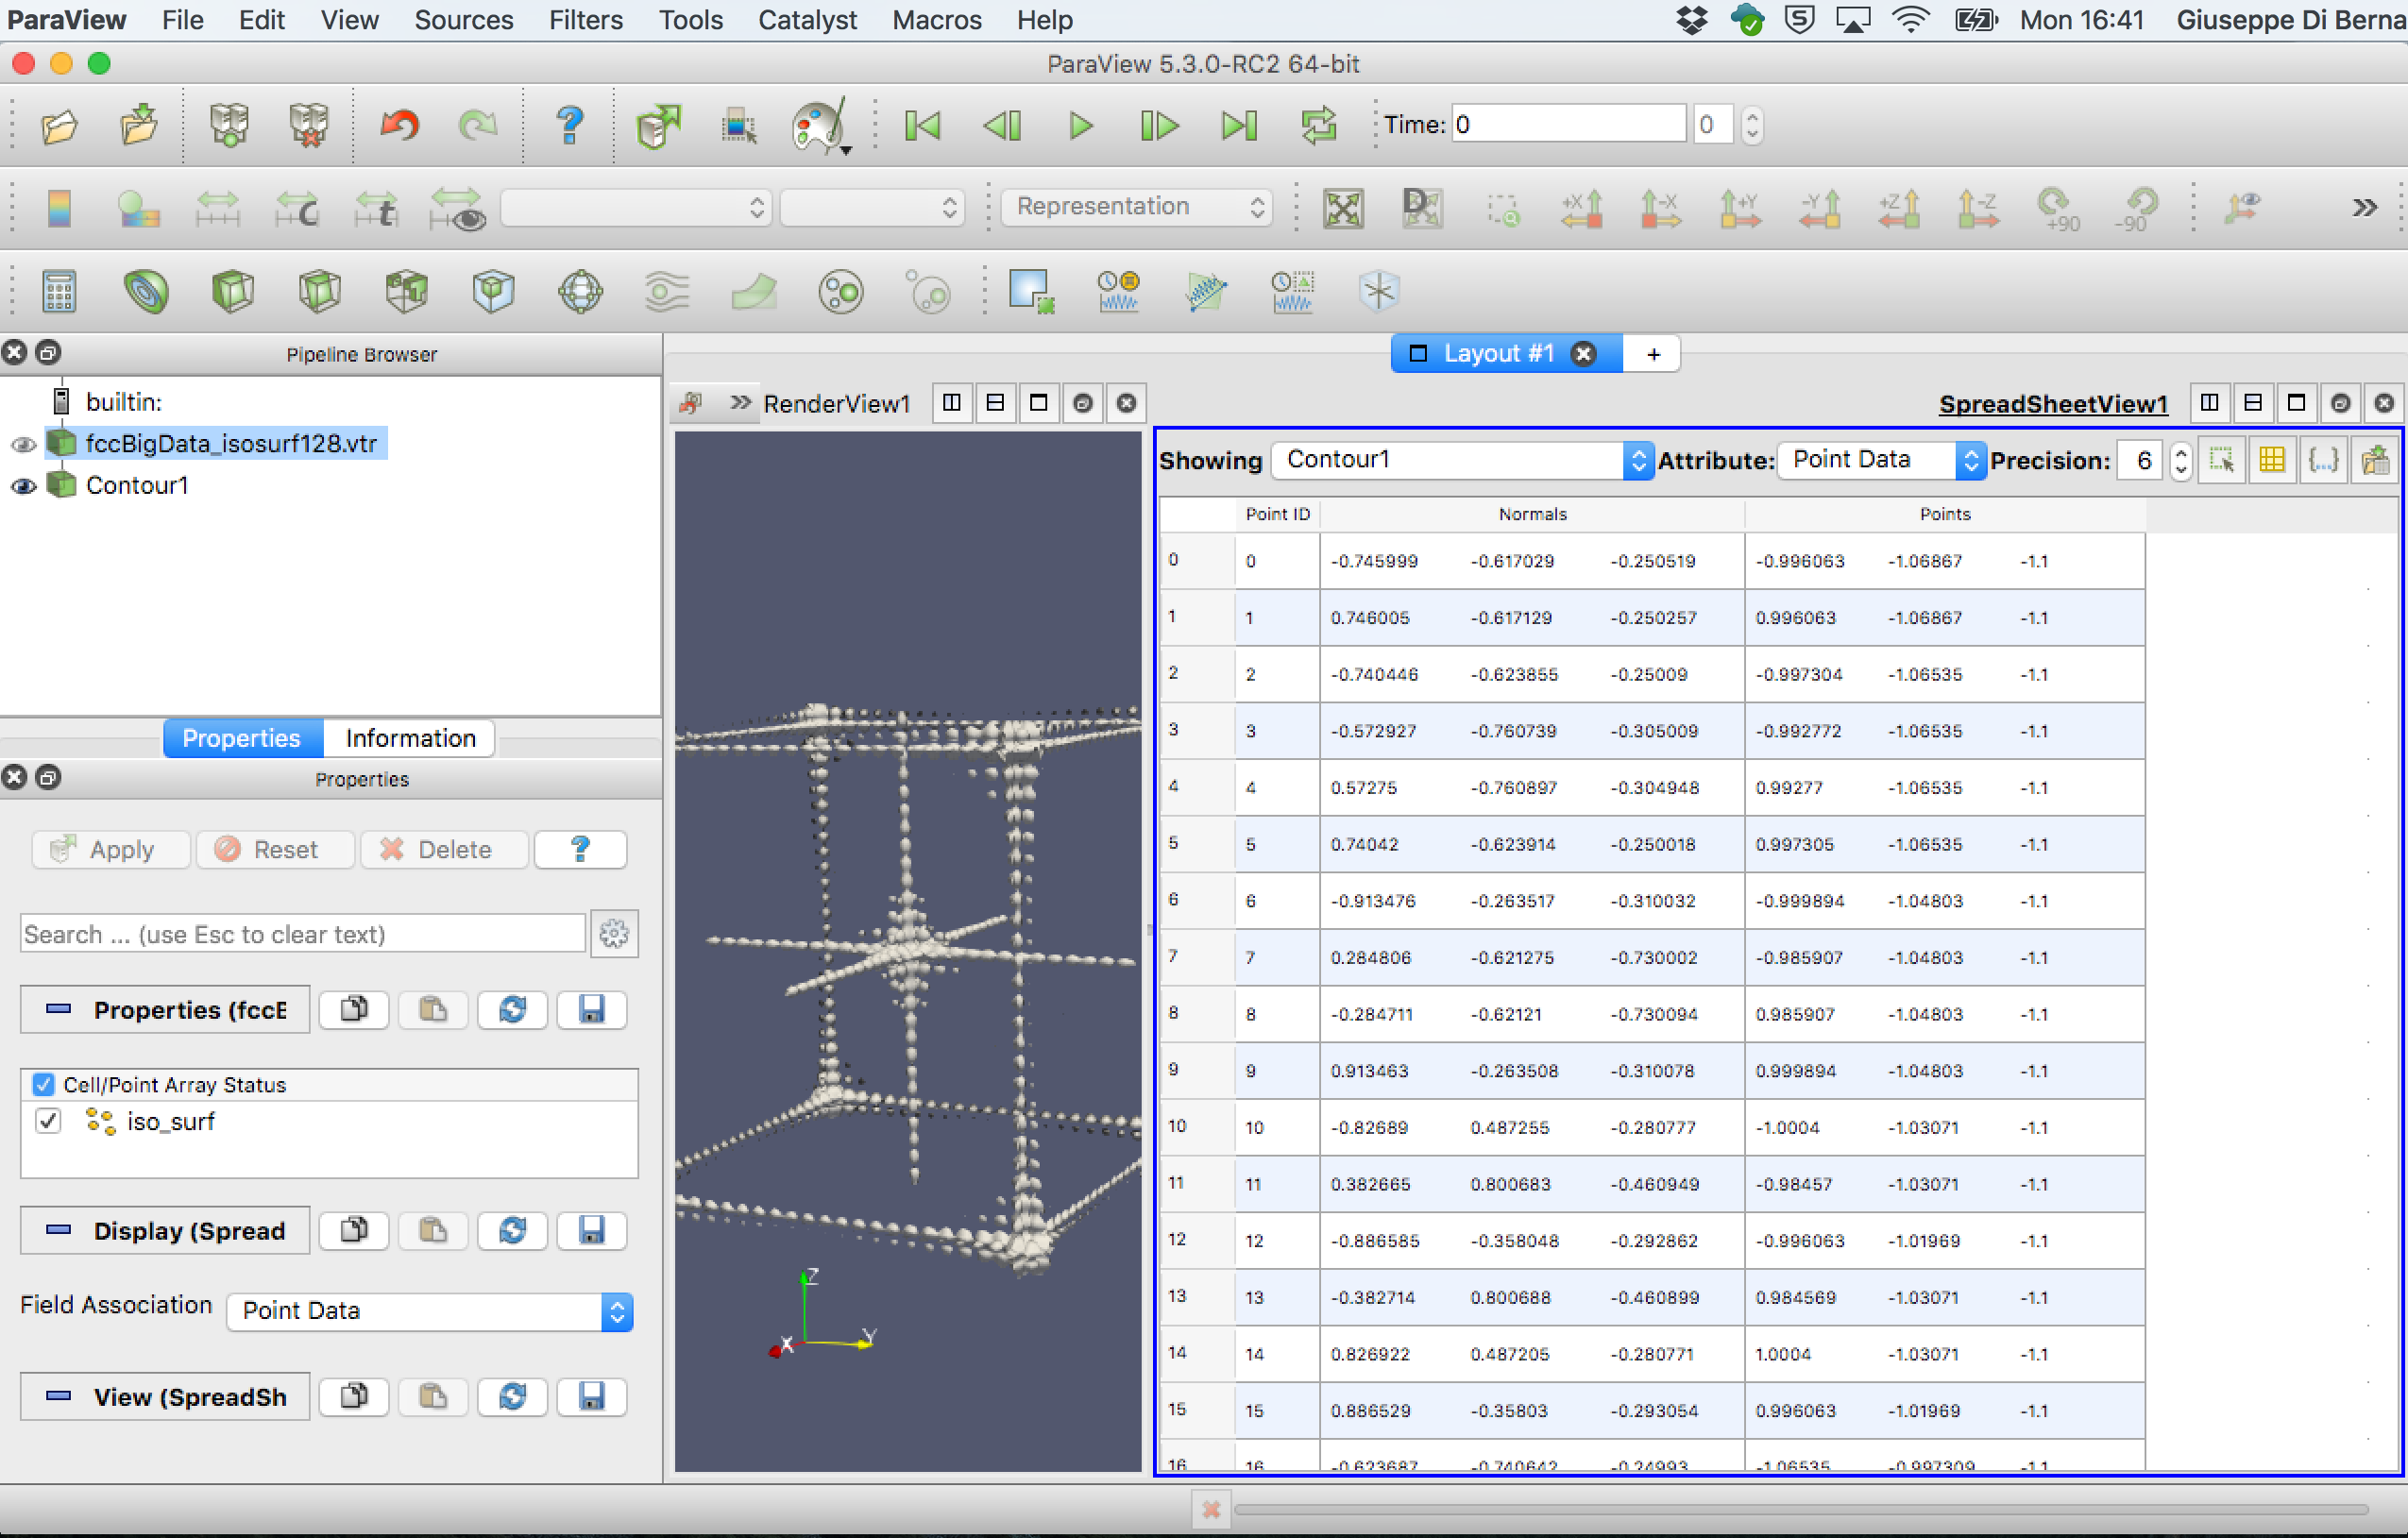 ParaView File Edit View Sources Filters Tools Catalyst Macros Help Mon 16:41 Giuseppe Di Berna
ParaView 5.3.0-RC2 64-bit
Time: 0 0
C t Representation D +X -X +Y -Y +Z -Z +90 -90 »
Pipeline Browser
builtin:
fccBigData_isosurf128.vtr
Contour1
Properties Information
Properties
Apply Reset Delete ?
Search ... (use Esc to clear text)
Properties (fccE
Cell/Point Array Status
iso_surf
Display (Spread
Field Association Point Data
View (SpreadSh
Layout #1 +
» RenderView1
Z
X Y
SpreadSheetView1
Showing Contour1 Attribute: Point Data Precision: 6
Point ID Normals Points
0 0 -0.745999 -0.617029 -0.250519 -0.996063 -1.06867 -1.1
1 1 0.746005 -0.617129 -0.250257 0.996063 -1.06867 -1.1
2 2 -0.740446 -0.623855 -0.25009 -0.997304 -1.06535 -1.1
3 3 -0.572927 -0.760739 -0.305009 -0.992772 -1.06535 -1.1
4 4 0.57275 -0.760897 -0.304948 0.99277 -1.06535 -1.1
5 5 0.74042 -0.623914 -0.250018 0.997305 -1.06535 -1.1
6 6 -0.913476 -0.263517 -0.310032 -0.999894 -1.04803 -1.1
7 7 0.284806 -0.621275 -0.730002 -0.985907 -1.04803 -1.1
8 8 -0.284711 -0.62121 -0.730094 0.985907 -1.04803 -1.1
9 9 0.913463 -0.263508 -0.310078 0.999894 -1.04803 -1.1
10 10 -0.82689 0.487255 -0.280777 -1.0004 -1.03071 -1.1
11 11 0.382665 0.800683 -0.460949 -0.98457 -1.03071 -1.1
12 12 -0.886585 -0.358048 -0.292862 -0.996063 -1.01969 -1.1
13 13 -0.382714 0.800688 -0.460899 0.984569 -1.03071 -1.1
14 14 0.826922 0.487205 -0.280771 1.0004 -1.03071 -1.1
15 15 0.886529 -0.35803 -0.293054 0.996063 -1.01969 -1.1
16 16 -0.623687 -0.740642 -0.24993 -1.06535 -0.997309 -1.1